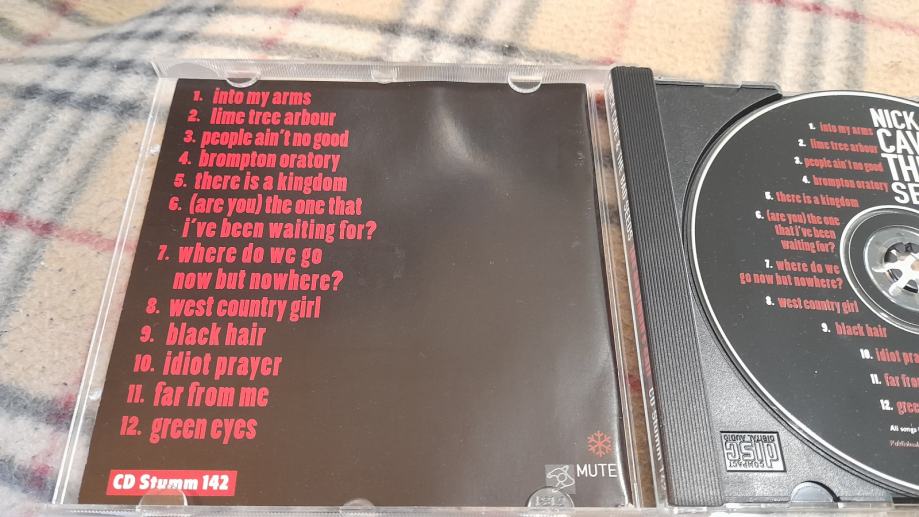 1. into my arms
2. lime tree arbour
3. people ain't no good
4. brompton oratory
5. there is a kingdom
6. (are you) the one that
i've been waiting for?
7. where do we go
now but nowhere?
8. west country girl
9. black hair
10. idiot prayer
11. far from me
12. green eyes
CD Stumm 142
MUTE
NICK
CAV
TH
SE
1. into my arms
2. lime tree arbour
3. people ain't no good
4. brompton oratory
5. there is a kingdom
6. (are you) the one
that i've been
waiting for?
7. where do we
go now but nowhere?
8. west country girl
9. black hair
10. idiot pra
11. far from
12. gree
All songs
COMPACT
disc
DIGITAL AUDIO